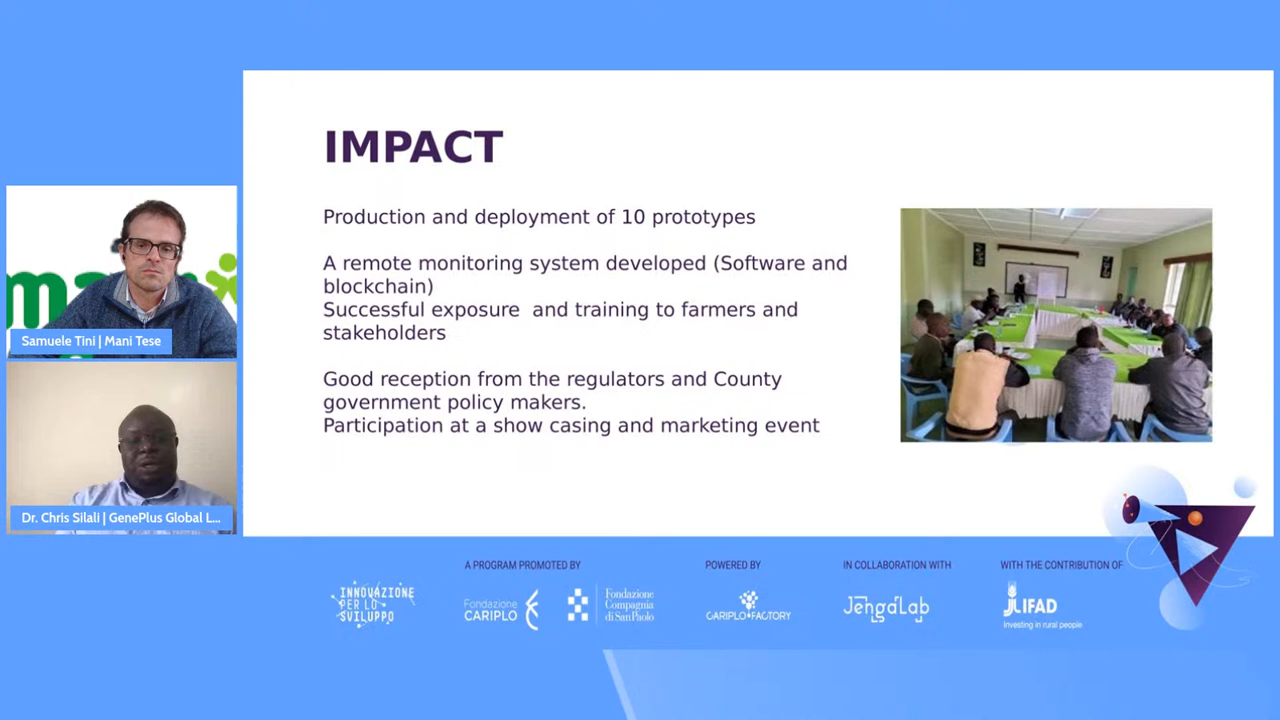 IMPACT
Production and deployment of 10 prototypes
A remote monitoring system developed (Software and
blockchain)
Successful exposure  and training to farmers and
stakeholders
Good reception from the regulators and County
government policy makers.
Participation at a show casing and marketing event
Samuele Tini | Mani Tese
Dr. Chris Silali | GenePlus Global L...
A PROGRAM PROMOTED BY
POWERED BY
IN COLLABORATION WITH
WITH THE CONTRIBUTION OF
INNOVAZIONE
PER LO
SVILUPPO
Fondazione
CARIPLO
Fondazione
Compagnia
di SanPaolo
CARIPLO FACTORY
JengaLab
JLIFAD
Investing in rural people